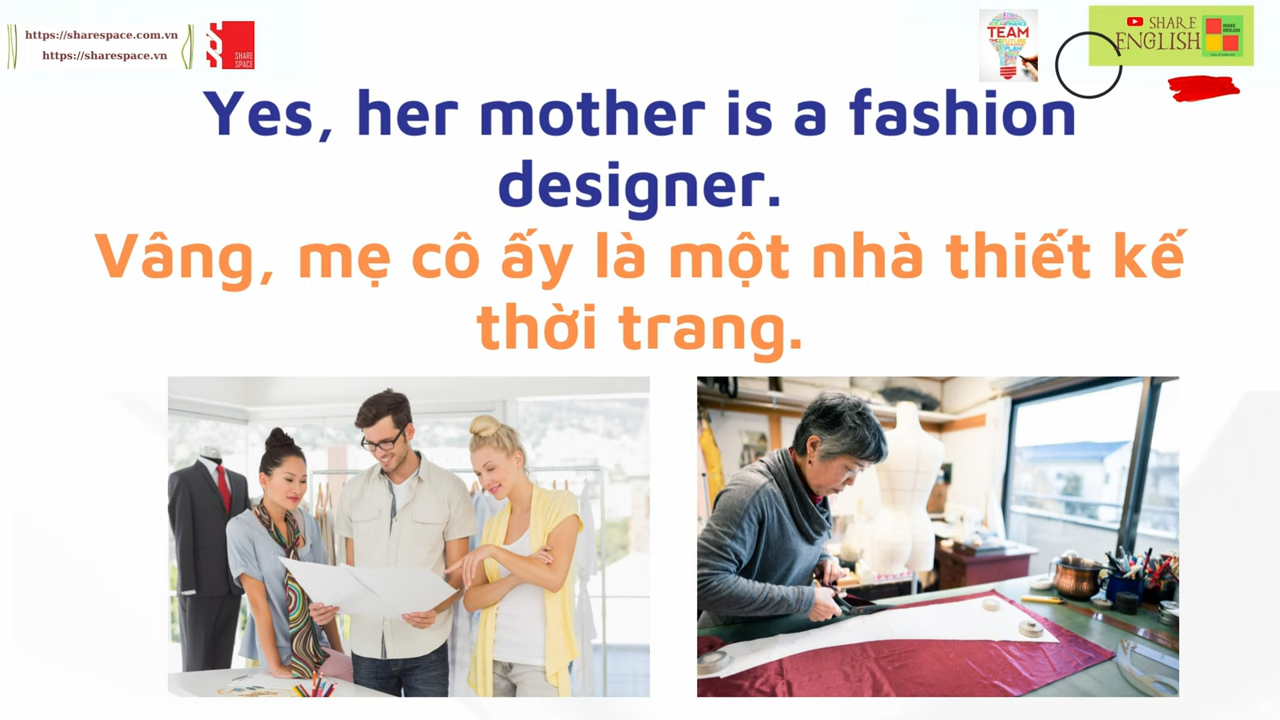 https://sharespace.com.vn
https://sharespace.vn
SHARE
SPACE
TEAM
PLAN
SHARE
ENGLISH
Yes, her mother is a fashion
designer.
Vâng, mẹ cô ấy là một nhà thiết kế
thời trang.